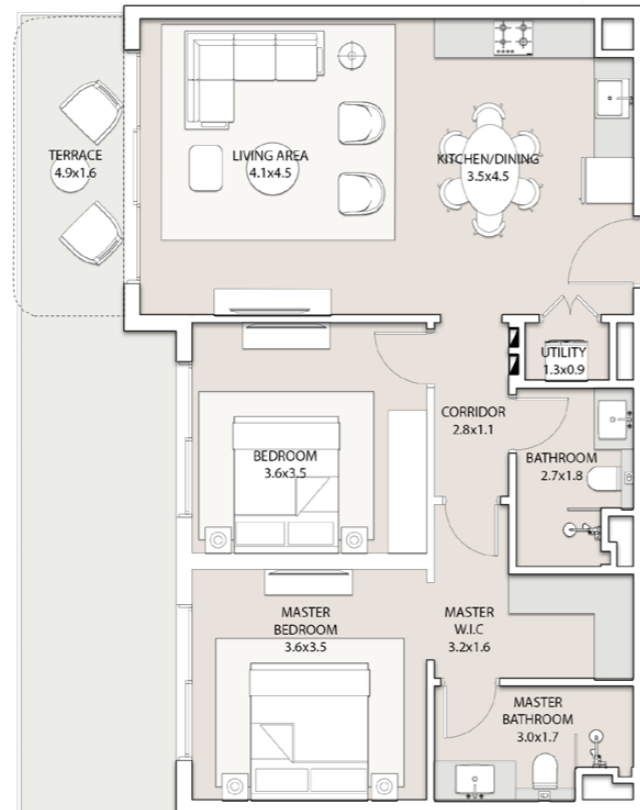 TERRACE
4.9x1.6
LIVING AREA
4.1x4.5
KITCHEN/DINING
3.5x4.5
UTILITY
1.3x0.9
CORRIDOR
2.8x1.1
BEDROOM
3.6x3.5
BATHROOM
2.7x1.8
MASTER
BEDROOM
3.6x3.5
MASTER
W.I.C
3.2x1.6
MASTER
BATHROOM
3.0x1.7